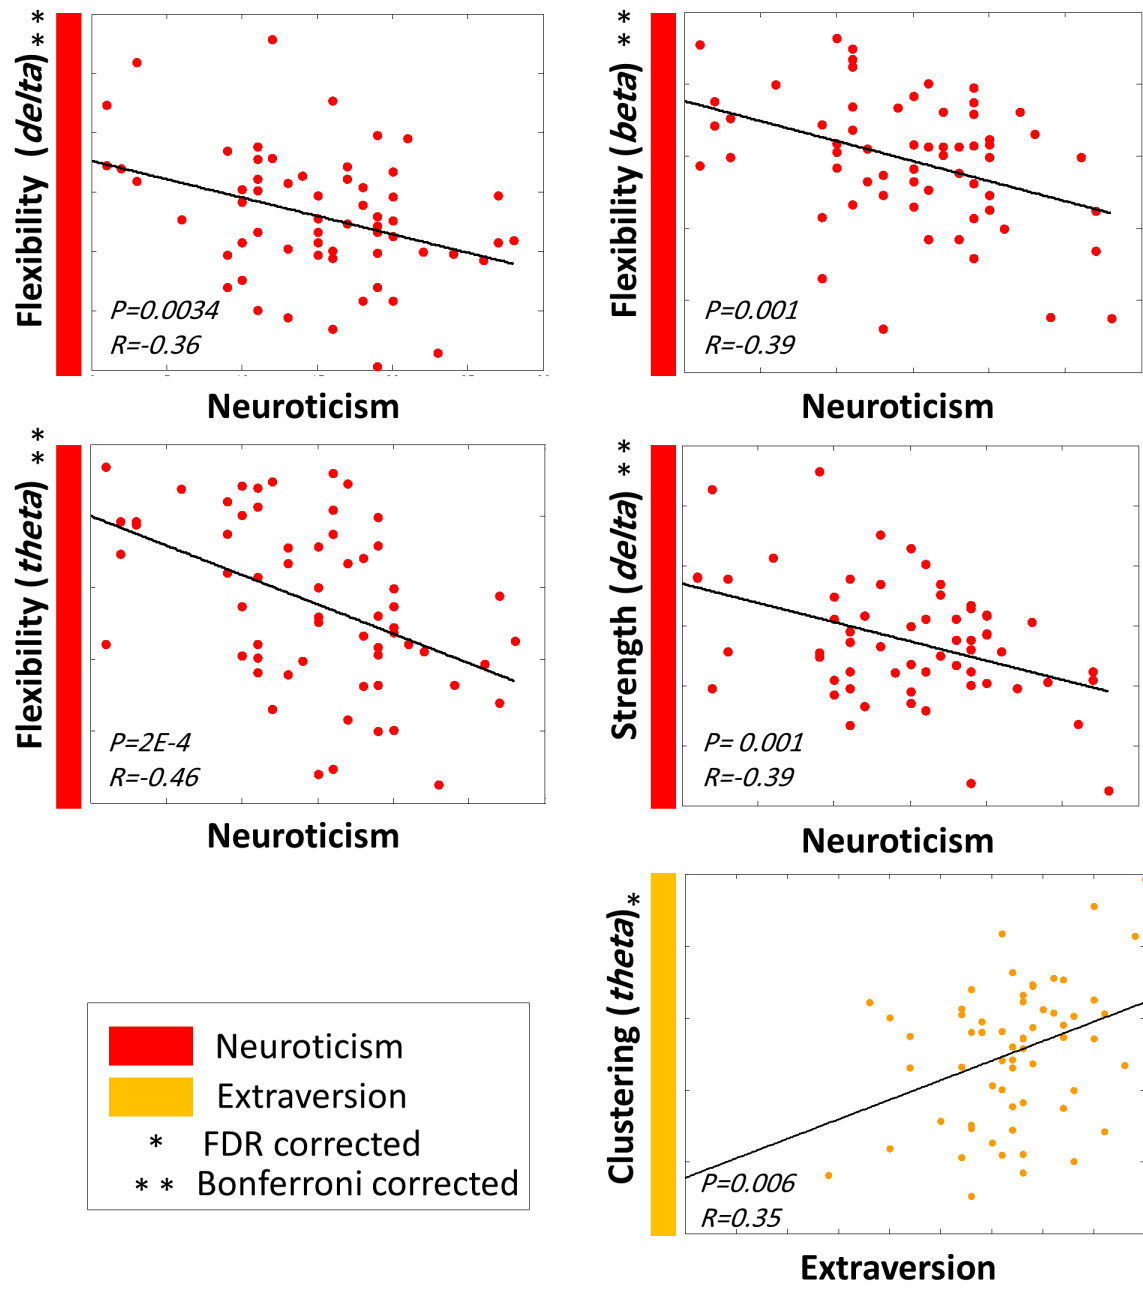 Flexibility (delta) **
P=0.0034
R=-0.36
Neuroticism
Flexibility (beta) **
P=0.001
R=-0.39
Neuroticism
Flexibility (theta) **
P=2E-4
R=-0.46
Neuroticism
Strength (delta) **
P= 0.001
R=-0.39
Neuroticism
Clustering (theta)*
P=0.006
R=0.35
Extraversion
Neuroticism
Extraversion
* FDR corrected
** Bonferroni corrected